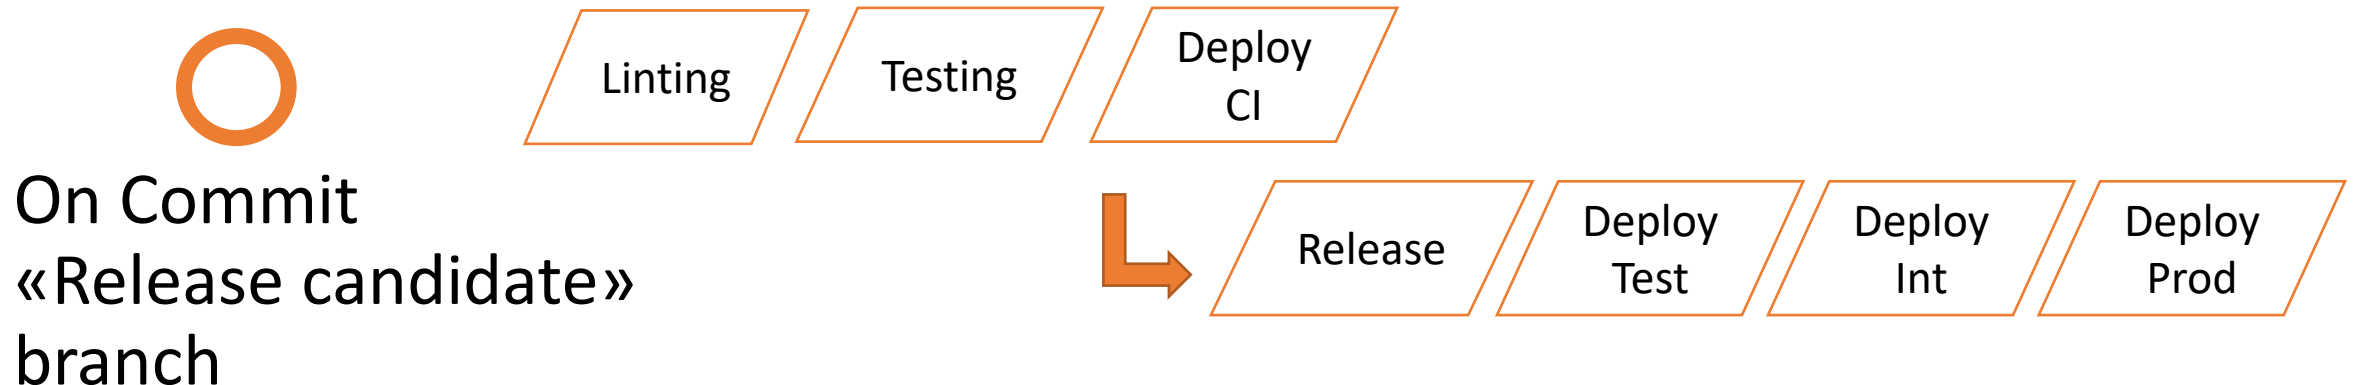 Linting
Testing
Deploy
CI
On Commit
«Release candidate»
branch
Release
Deploy
Test
Deploy
Int
Deploy
Prod